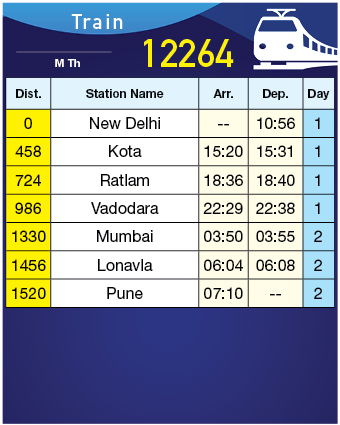 Train
M Th 12264
Dist. Station Name Arr. Dep. Day
0 New Delhi -- 10:56 1
458 Kota 15:20 15:31 1
724 Ratlam 18:36 18:40 1
986 Vadodara 22:29 22:38 1
1330 Mumbai 03:50 03:55 2
1456 Lonavla 06:04 06:08 2
1520 Pune 07:10 -- 2